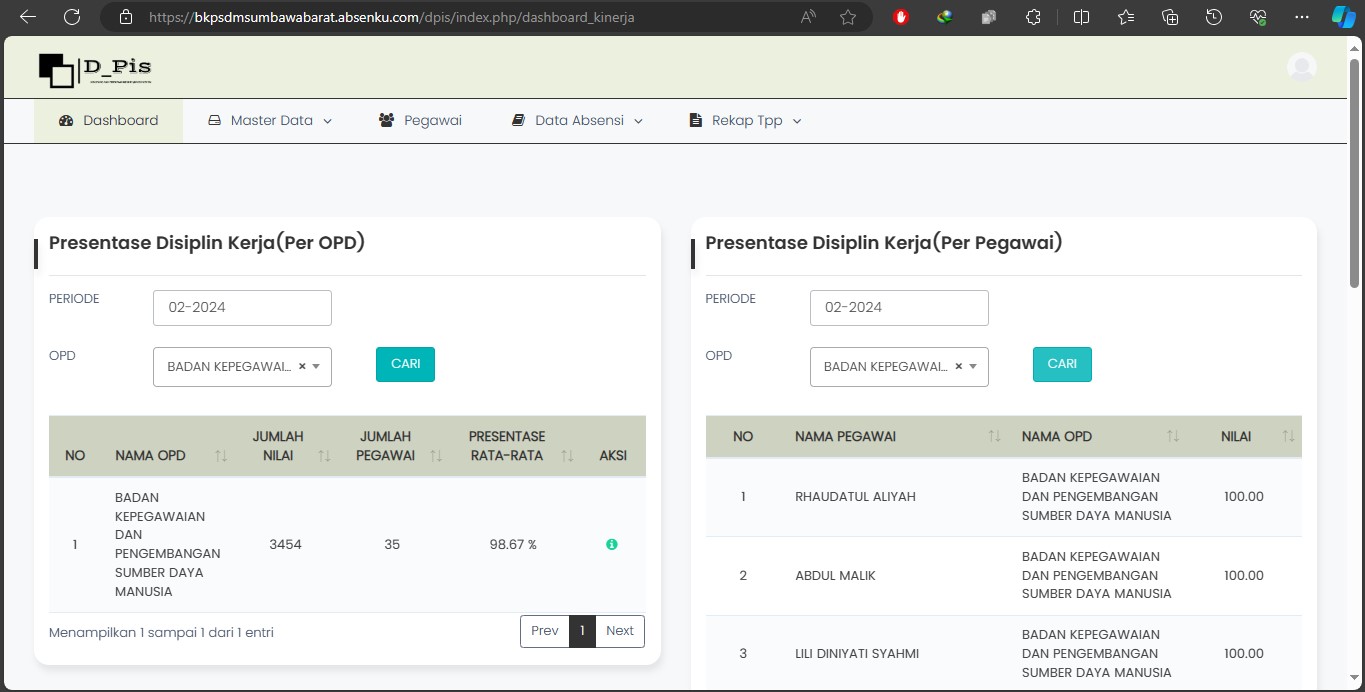 https://bkpsdmsumbawabarat.absenku.com/dpis/index.php/dashboard_kinerja
D_Pis
Dashboard
Master Data
Pegawai
Data Absensi
Rekap Tpp
Presentase Disiplin Kerja(Per OPD)
PERIODE
02-2024
OPD
BADAN KEPEGAWAI... ×
CARI
NO NAMA OPD JUMLAH NILAI JUMLAH PEGAWAI PRESENTASE RATA-RATA AKSI
1 BADAN KEPEGAWAIAN DAN PENGEMBANGAN SUMBER DAYA MANUSIA 3454 35 98.67 %
Menampilkan 1 sampai 1 dari 1 entri
Prev 1 Next
Presentase Disiplin Kerja(Per Pegawai)
PERIODE
02-2024
OPD
BADAN KEPEGAWAI... ×
CARI
NO NAMA PEGAWAI NAMA OPD NILAI
1 RHAUDATUL ALIYAH BADAN KEPEGAWAIAN DAN PENGEMBANGAN SUMBER DAYA MANUSIA 100.00
2 ABDUL MALIK BADAN KEPEGAWAIAN DAN PENGEMBANGAN SUMBER DAYA MANUSIA 100.00
3 LILI DINIYATI SYAHMI BADAN KEPEGAWAIAN DAN PENGEMBANGAN SUMBER DAYA MANUSIA 100.00